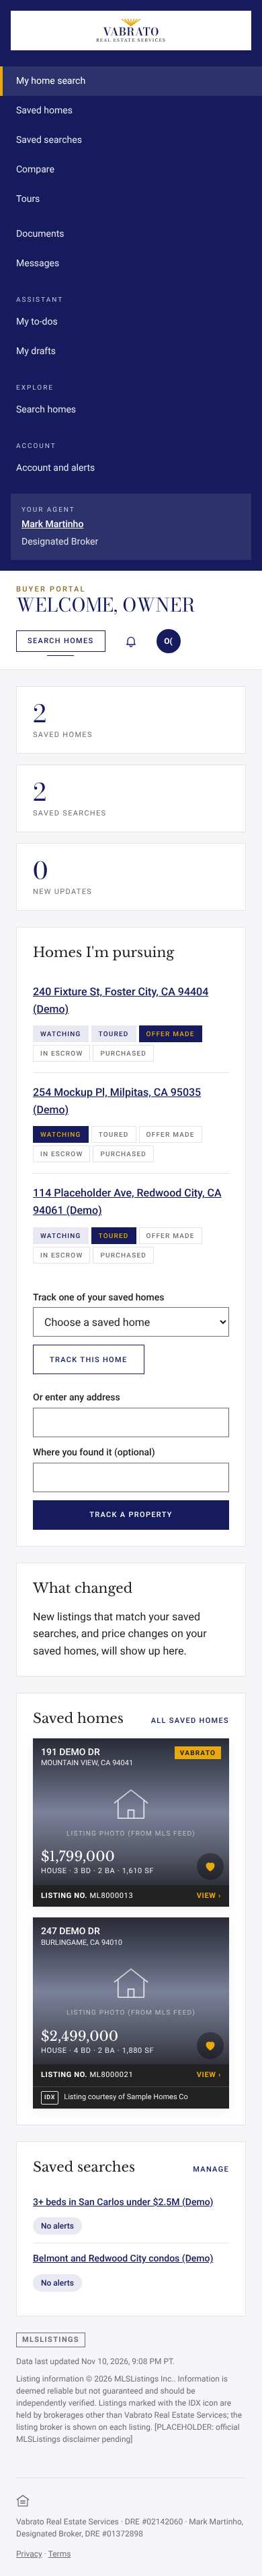 VABRATO
REAL ESTATE SERVICES
My home search
Saved homes
Saved searches
Compare
Tours
Documents
Messages
ASSISTANT
My to-dos
My drafts
EXPLORE
Search homes
ACCOUNT
Account and alerts
YOUR AGENT
Mark Martinho
Designated Broker
BUYER PORTAL
WELCOME, OWNER
SEARCH HOMES
O(
2
SAVED HOMES
2
SAVED SEARCHES
0
NEW UPDATES
Homes I'm pursuing
240 Fixture St, Foster City, CA 94404
(Demo)
WATCHING TOURED OFFER MADE
IN ESCROW PURCHASED
254 Mockup Pl, Milpitas, CA 95035
(Demo)
WATCHING TOURED OFFER MADE
IN ESCROW PURCHASED
114 Placeholder Ave, Redwood City, CA
94061 (Demo)
WATCHING TOURED OFFER MADE
IN ESCROW PURCHASED
Track one of your saved homes
Choose a saved home
TRACK THIS HOME
Or enter any address
Where you found it (optional)
TRACK A PROPERTY
What changed
New listings that match your saved
searches, and price changes on your
saved homes, will show up here.
Saved homes ALL SAVED HOMES
191 DEMO DR VABRATO
MOUNTAIN VIEW, CA 94041
LISTING PHOTO (FROM MLS FEED)
$1,799,000
HOUSE · 3 BD · 2 BA · 1,610 SF
LISTING NO. ML8000013 VIEW ›
247 DEMO DR
BURLINGAME, CA 94010
LISTING PHOTO (FROM MLS FEED)
$2,499,000
HOUSE · 4 BD · 2 BA · 1,880 SF
LISTING NO. ML8000021 VIEW ›
IDX Listing courtesy of Sample Homes Co
Saved searches MANAGE
3+ beds in San Carlos under $2.5M (Demo)
No alerts
Belmont and Redwood City condos (Demo)
No alerts
MLSLISTINGS
Data last updated Nov 10, 2026, 9:08 PM PT.
Listing information © 2026 MLSListings Inc.. Information is
deemed reliable but not guaranteed and should be
independently verified. Listings marked with the IDX icon are
held by brokerages other than Vabrato Real Estate Services; the
listing broker is shown on each listing. [PLACEHOLDER: official
MLSListings disclaimer pending]
Vabrato Real Estate Services · DRE #02142060 · Mark Martinho,
Designated Broker, DRE #01372898
Privacy · Terms